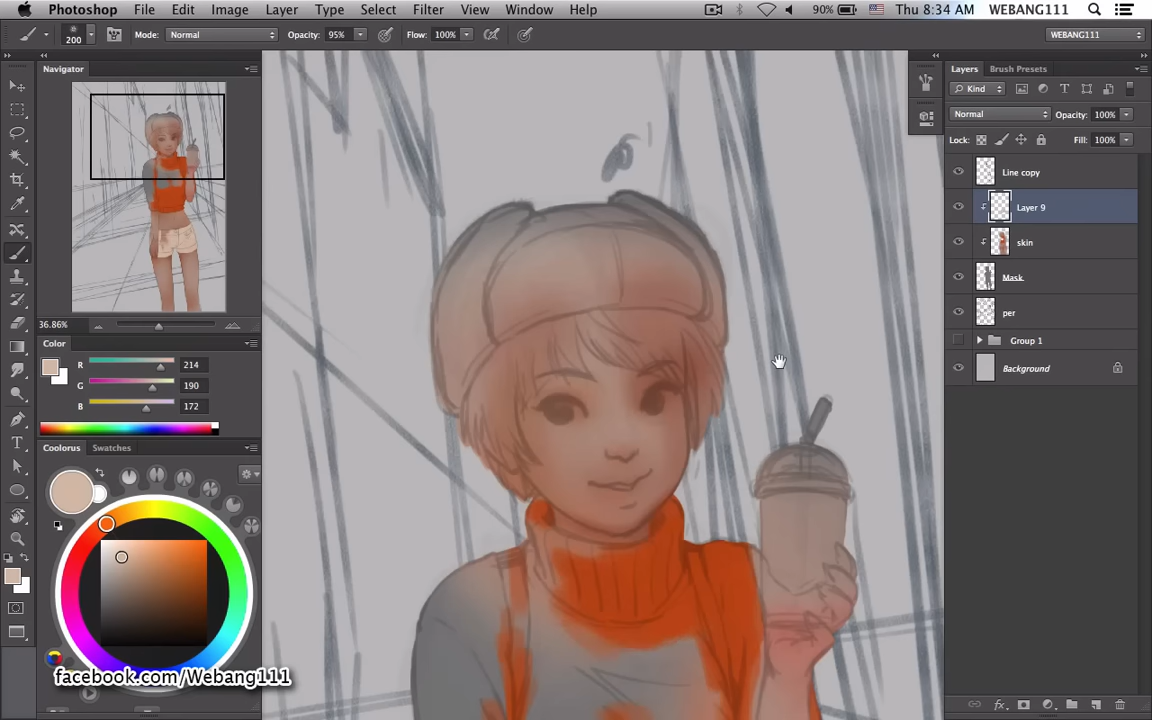 Photoshop File Edit Image Layer Type Select Filter View Window Help 90% Thu 8:34 AM WEBANG111
200 Mode: Normal Opacity: 95% Flow: 100% WEBANG111
Navigator
36.86%
Color
R 214
G 190
B 172
Colorus Swatches
facebook.com/Webang111
Layers Brush Presets
Kind
Normal Opacity: 100%
Lock: Fill: 100%
Line copy
Layer 9
skin
Mask
per
Group 1
Background
fx